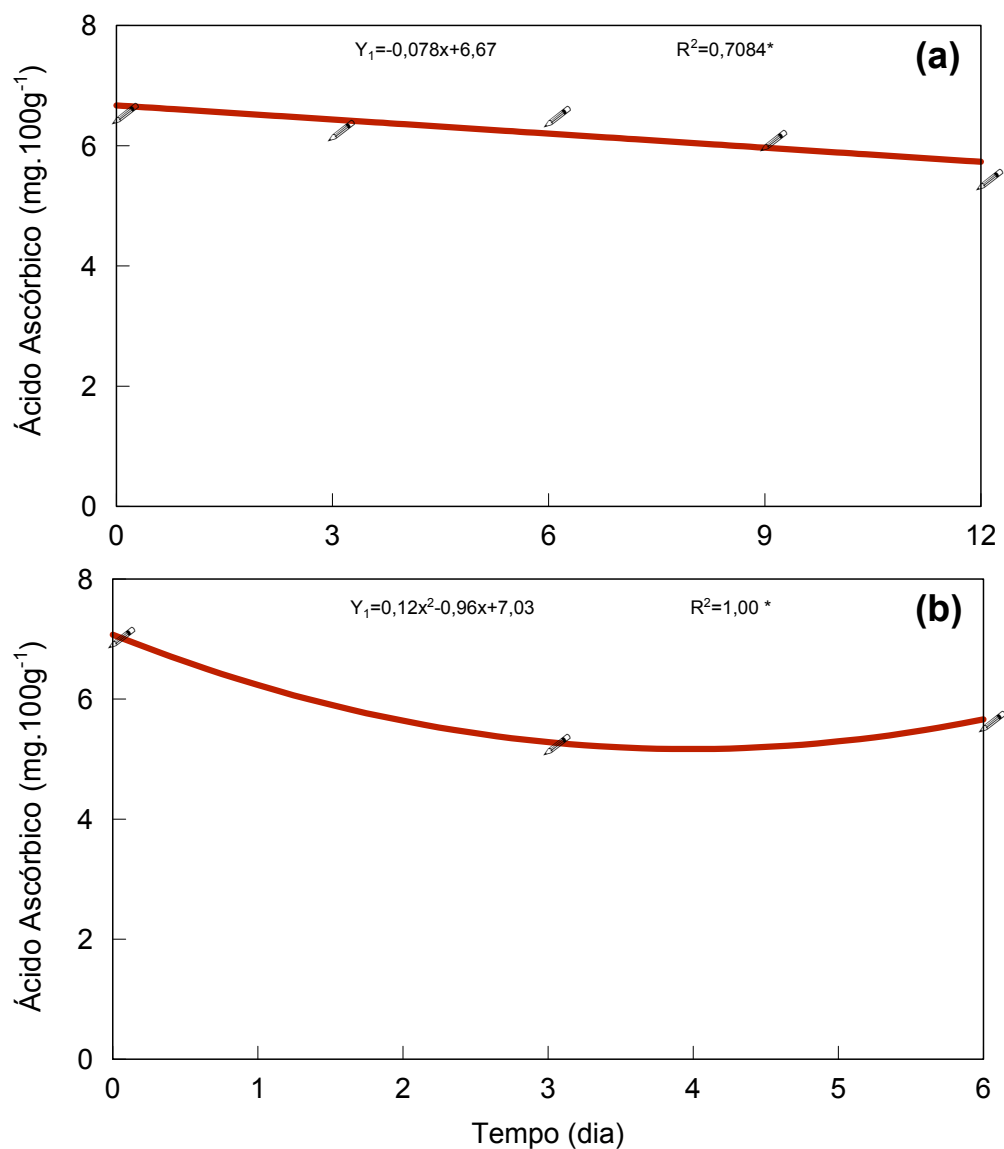 8
Y₁=-0,078x+6,67 R²=0,7084*
(a)
6
4
2
0
Ácido Ascórbico (mg.100g⁻¹)
0 3 6 9 12
8
Y₁=0,12x²-0,96x+7,03 R²=1,00 *
(b)
6
4
2
0
Ácido Ascórbico (mg.100g⁻¹)
0 1 2 3 4 5 6
Tempo (dia)